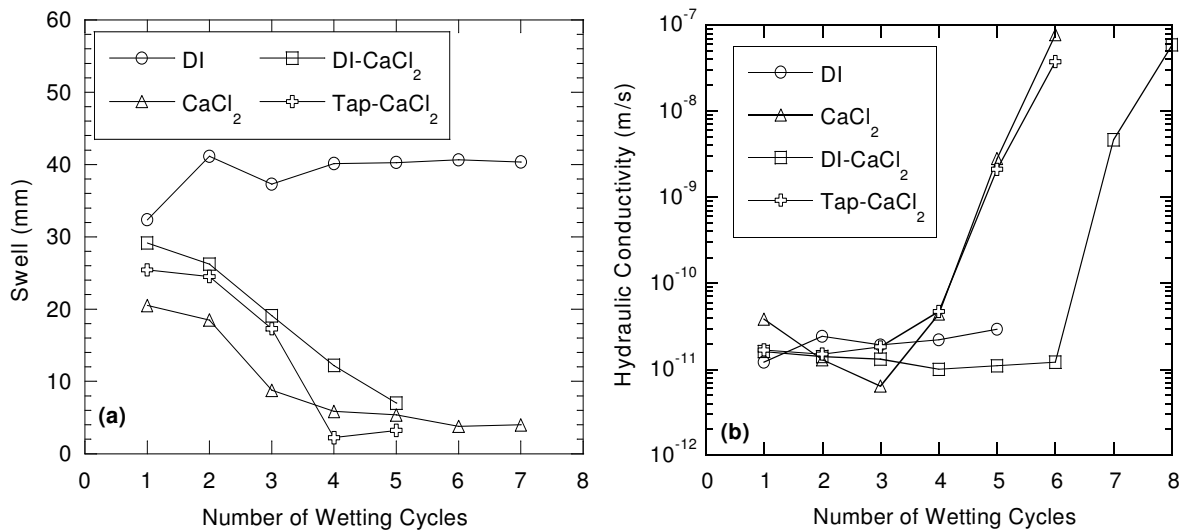 60
50
40
30
20
10
0
Swell (mm)
DI
DI-CaCl₂
CaCl₂
Tap-CaCl₂
(a)
0 1 2 3 4 5 6 7 8
Number of Wetting Cycles
10⁻⁷
10⁻⁸
10⁻⁹
10⁻¹⁰
10⁻¹¹
10⁻¹²
Hydraulic Conductivity (m/s)
DI
CaCl₂
DI-CaCl₂
Tap-CaCl₂
(b)
0 1 2 3 4 5 6 7 8
Number of Wetting Cycles